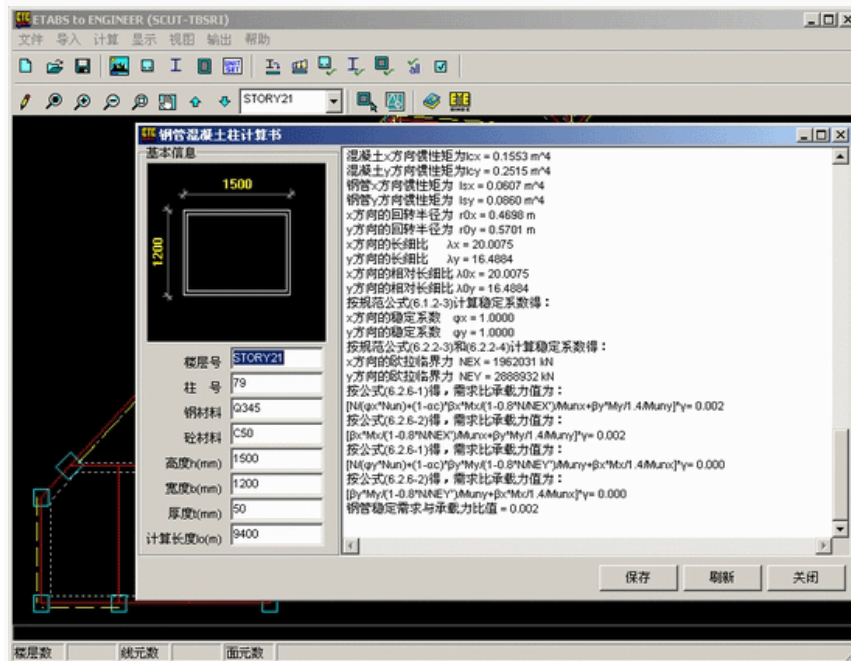 ETABS to ENGINEER (SCUT-TBSRI)
文件 导入 计算 显示 视图 输出 帮助
STORY21
钢管混凝土柱计算书
基本信息
1500
1200
楼层号 STORY21
柱 号 79
钢材料 Q345
砼材料 C50
高度h(mm) 1500
宽度b(mm) 1200
厚度t(mm) 50
计算长度lo(m) 9400
混凝土x方向惯性矩为Icx = 0.1553 m^4
混凝土y方向惯性矩为Icy = 0.2515 m^4
钢管x方向惯性矩为 Isx = 0.0607 m^4
钢管y方向惯性矩为 Isy = 0.0860 m^4
x方向的回转半径为 r0x = 0.4698 m
y方向的回转半径为 r0y = 0.5701 m
x方向的长细比 λx = 20.0075
y方向的长细比 λy = 16.4884
x方向的相对长细比 λ0x = 20.0075
y方向的相对长细比 λ0y = 16.4884
按规范公式(6.1.2-3)计算稳定系数得：
x方向的稳定系数 φx = 1.0000
y方向的稳定系数 φy = 1.0000
按规范公式(6.2.2-3)和(6.2.2-4)计算稳定系数得：
x方向的欧拉临界力 NEX = 1962031 kN
y方向的欧拉临界力 NEY = 2888932 kN
按公式(6.2.6-1)得，需求比承载力值为：
[N/(φx*Nun)+(1-αc)*βx*Mx/(1-0.8*N/NEX')/Munx+βy*My/1.4/Muny]*γ= 0.002
按公式(6.2.6-2)得，需求比承载力值为：
[βx*Mx/(1-0.8*N/NEX')/Munx+βy*My/1.4/Muny]*γ= 0.002
按公式(6.2.6-1)得，需求比承载力值为：
[N/(φy*Nun)+(1-αc)*βy*My/(1-0.8*N/NEY')/Muny+βx*Mx/1.4/Munx]*γ= 0.000
按公式(6.2.6-2)得，需求比承载力值为：
[βy*My/(1-0.8*N/NEY')/Muny+βx*Mx/1.4/Munx]*γ= 0.000
钢管稳定需求与承载力比值 = 0.002
保存 刷新 关闭
楼层数 线元数 面元数